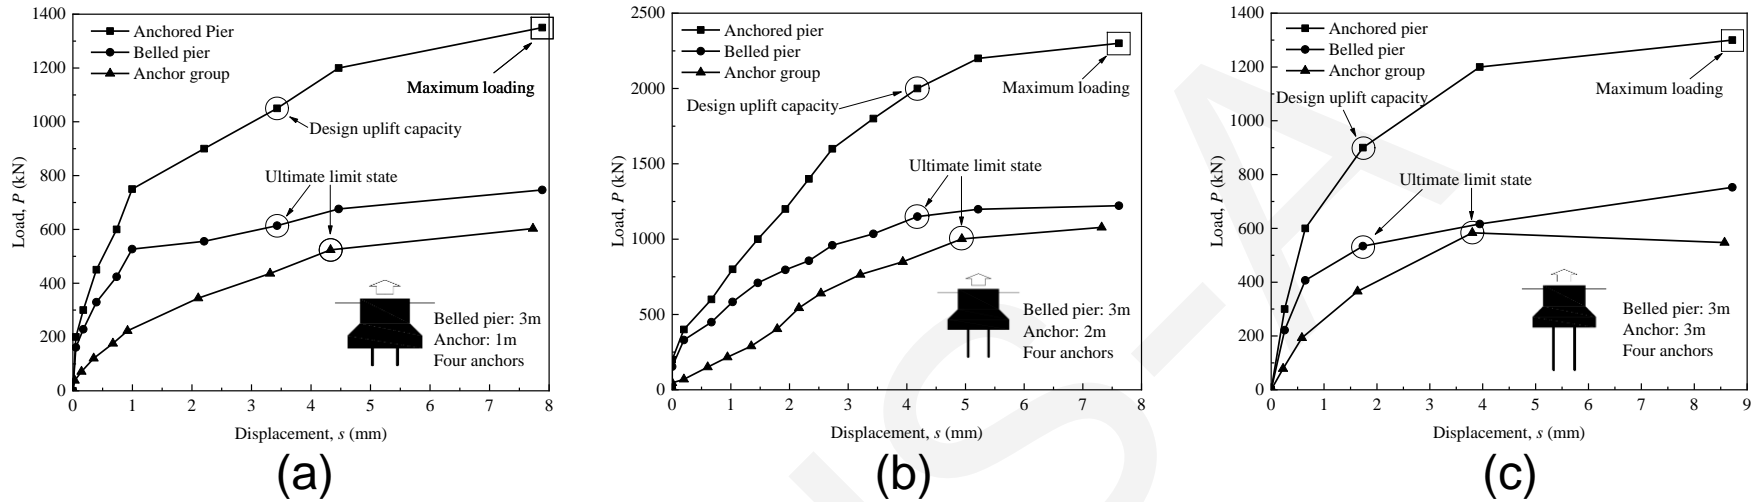 1400
1200
1000
800
600
400
200
0
Load, P (kN)
Anchored Pier
Belled pier
Anchor group
Maximum loading
Design uplift capacity
Ultimate limit state
Belled pier: 3m
Anchor: 1m
Four anchors
0 1 2 3 4 5 6 7 8
Displacement, s (mm)
(a)
2500
2000
1500
1000
500
0
Load, P (kN)
Anchored pier
Belled pier
Anchor group
Design uplift capacity
Maximum loading
Ultimate limit state
Belled pier: 3m
Anchor: 2m
Four anchors
0 1 2 3 4 5 6 7 8
Displacement, s (mm)
(b)
1400
1200
1000
800
600
400
200
0
Load, P (kN)
Anchored pier
Belled pier
Anchor group
Design uplift capacity
Maximum loading
Ultimate limit state
Belled pier: 3m
Anchor: 3m
Four anchors
0 1 2 3 4 5 6 7 8 9
Displacement, s (mm)
(c)